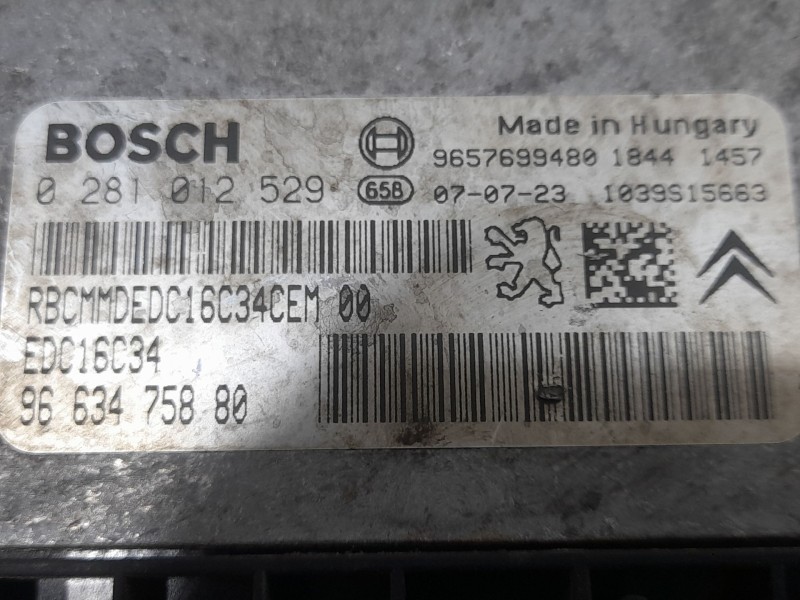 BOSCH
Made in Hungary
9657699480 1844 1457
0 281 012 529 65B 07-07-23 1039S15663
RBCMMDEDC16C34CEM 00
EDC16C34
96 634 758 80